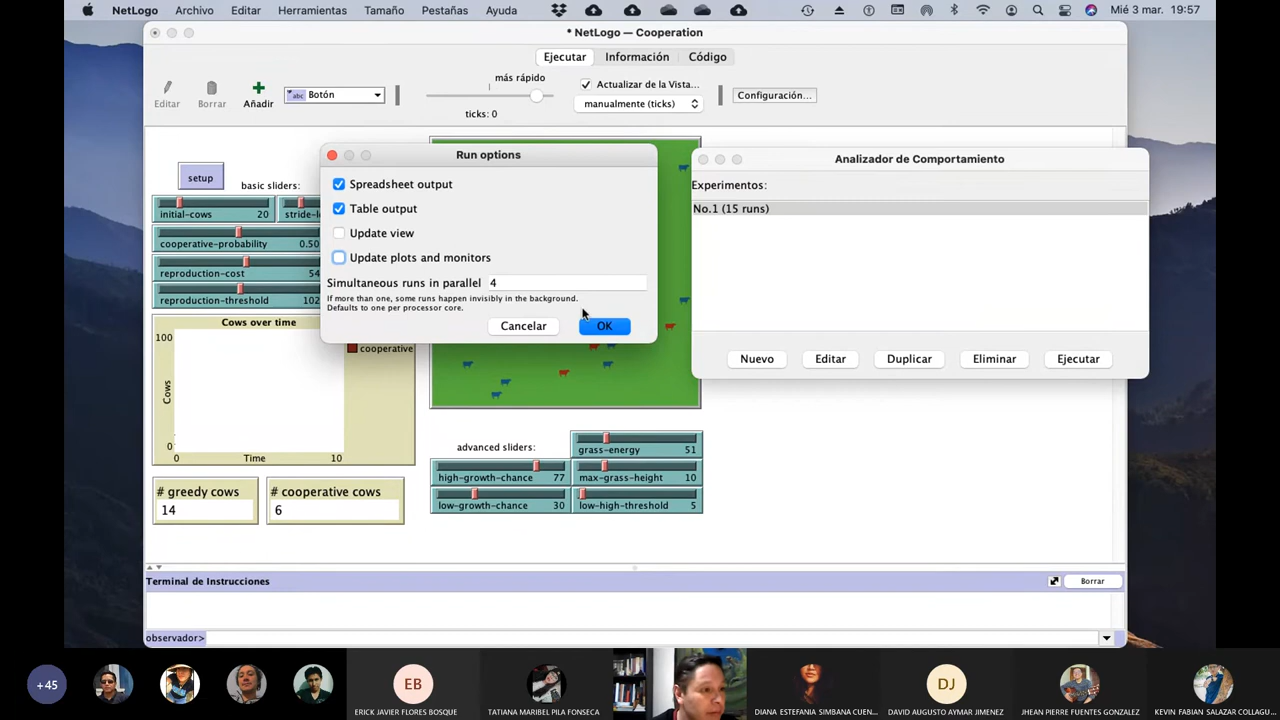 NetLogo Archivo Editar Herramientas Tamaño Pestañas Ayuda Mié 3 mar. 19:57
* NetLogo — Cooperation
Ejecutar Información Código
Editar Borrar Añadir
abc Botón
más rápido
ticks: 0
Actualizar de la Vista...
manualmente (ticks)
Configuración...
setup
basic sliders:
initial-cows 20
stride-l
cooperative-probability 0.50
reproduction-cost 54
reproduction-threshold 102
Cows over time
100
Cows
0
0 Time 10
cooperative
# greedy cows
14
# cooperative cows
6
Run options
Spreadsheet output
Table output
Update view
Update plots and monitors
Simultaneous runs in parallel 4
If more than one, some runs happen invisibly in the background.
Defaults to one per processor core.
Cancelar OK
Analizador de Comportamiento
Experimentos:
No.1 (15 runs)
Nuevo Editar Duplicar Eliminar Ejecutar
advanced sliders:
grass-energy 51
high-growth-chance 77
max-grass-height 10
low-growth-chance 30
low-high-threshold 5
Terminal de Instrucciones
Borrar
observador>
+45
EB
DJ
ERICK JAVIER FLORES BOSQUE
TATIANA MARIBEL PILA FONSECA
DIANA ESTEFANIA SIMBANA CUEN...
DAVID AUGUSTO AYMAR JIMENEZ
JHEAN PIERRE FUENTES GONZALEZ
KEVIN FABIAN SALAZAR COLLAGU...